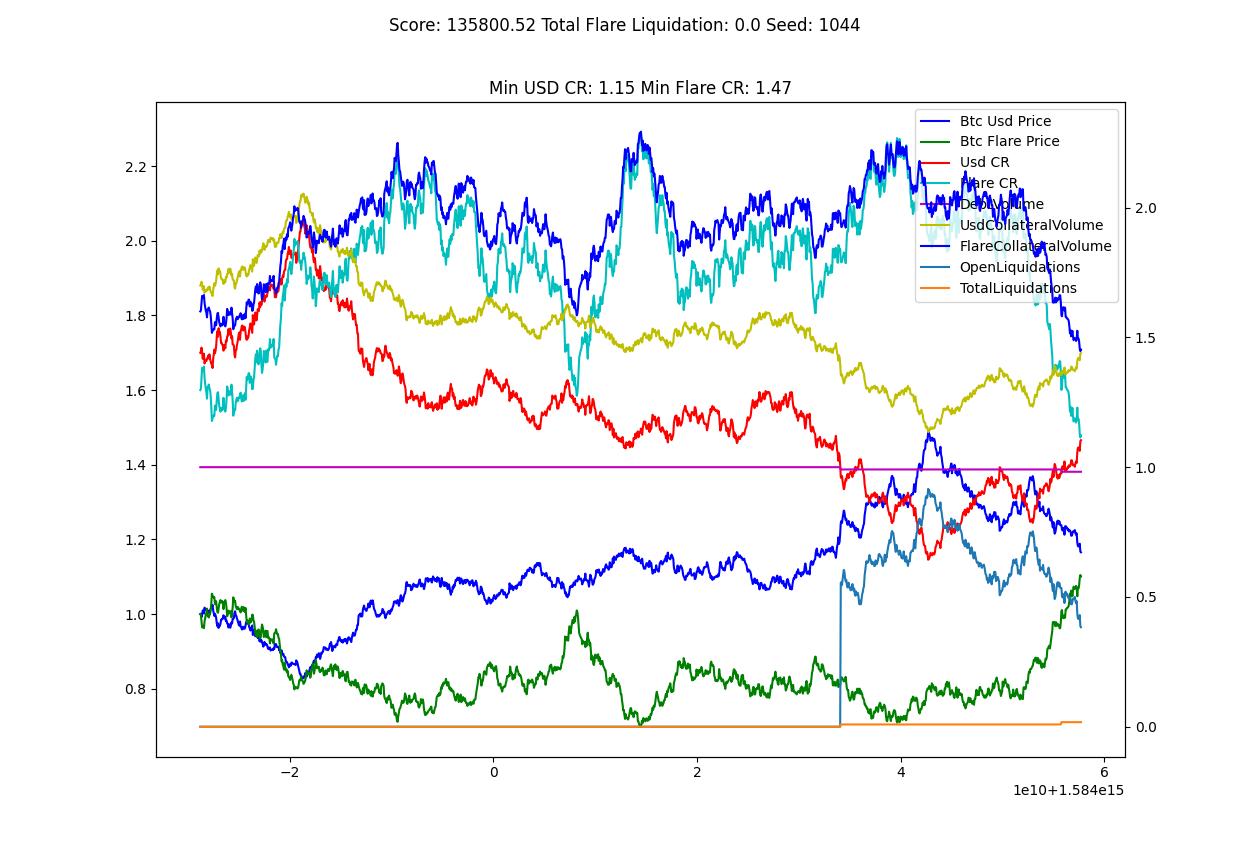 Score: 135800.52 Total Flare Liquidation: 0.0 Seed: 1044
Min USD CR: 1.15 Min Flare CR: 1.47
Btc Usd Price
Btc Flare Price
Usd CR
Flare CR
Debt Volume
UsdCollateralVolume
FlareCollateralVolume
OpenLiquidations
TotalLiquidations
2.2
2.0
1.8
1.6
1.4
1.2
1.0
0.8
2.0
1.5
1.0
0.5
0.0
−2
0
2
4
6
1e10+1.584e15